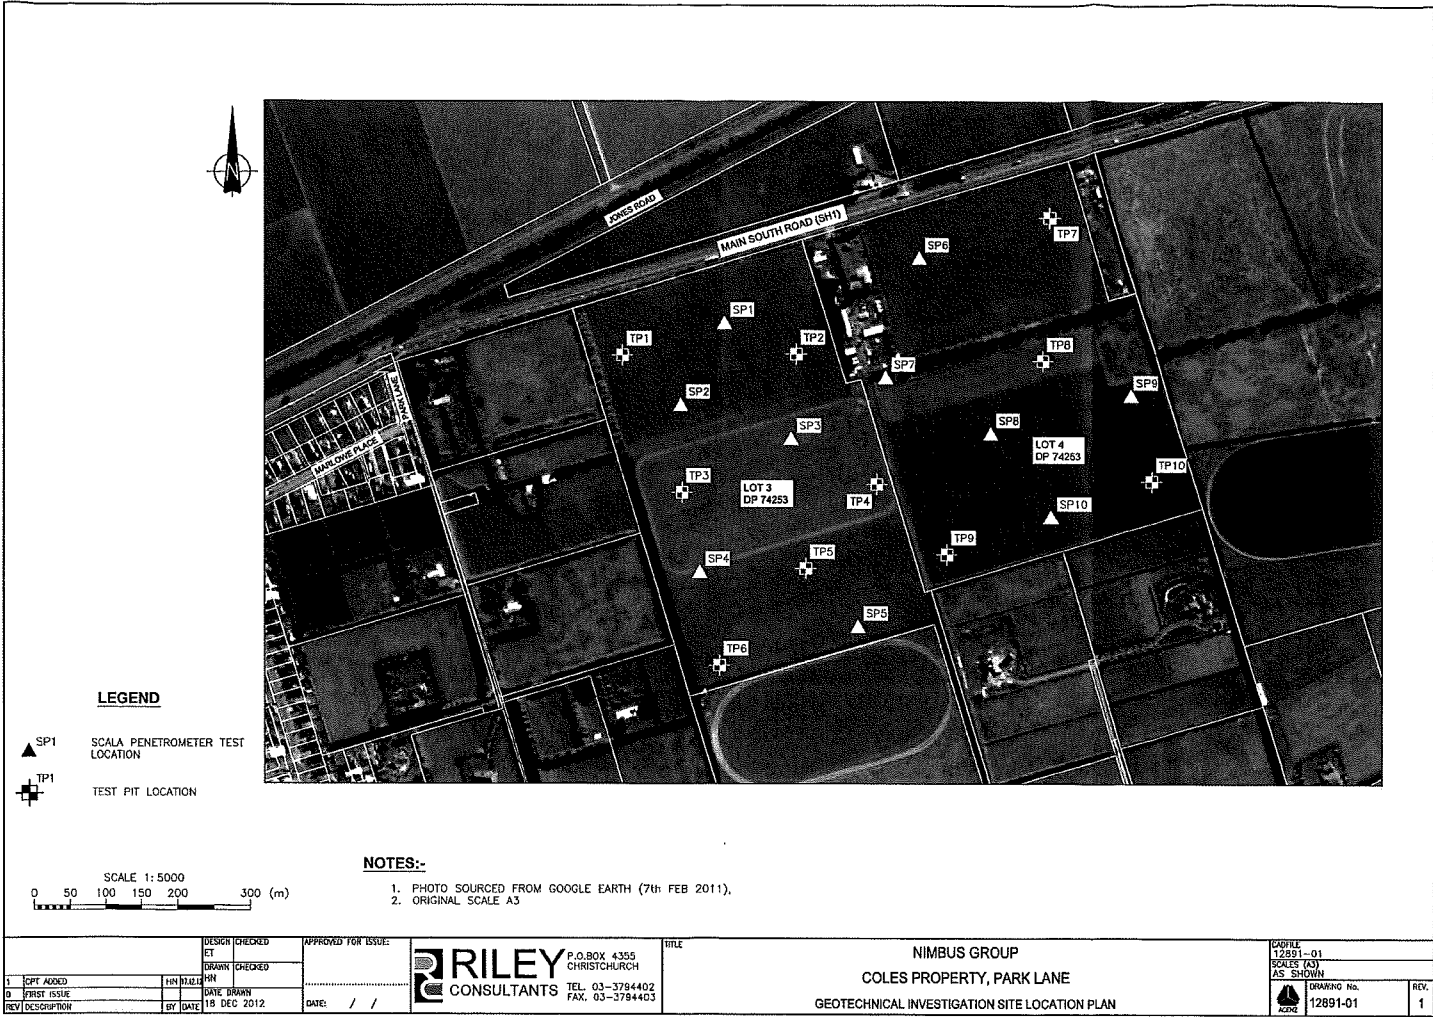 N
JONES ROAD
MAIN SOUTH ROAD (SH1)
TP7
SP6
SP1
TP1
TP2
TP8
SP7
PARK LANE
SP9
SP2
SP3
SP8
MARLOWE PLACE
LOT 4
DP 74253
TP10
TP3
LOT 3
DP 74253
TP4
SP10
TP9
SP4
TP5
SP5
TP6
LEGEND
SP1
SCALA PENETROMETER TEST
LOCATION
TP1
TEST PIT LOCATION
SCALE 1: 5000
0 50 100 150 200 300 (m)
NOTES:-
1. PHOTO SOURCED FROM GOOGLE EARTH (7th FEB 2011).
2. ORIGINAL SCALE A3
1 CPT ADDED HN 17.12.12
0 FIRST ISSUE
REV DESCRIPTION BY DATE
DESIGN CHECKED
ET
DRAWN CHECKED
HN
DATE DRAWN
18 DEC 2012
APPROVED FOR ISSUE:
DATE: / /
RILEY
CONSULTANTS
P.O.BOX 4355
CHRISTCHURCH
TEL. 03-3794402
FAX. 03-3794403
TITLE
NIMBUS GROUP
COLES PROPERTY, PARK LANE
GEOTECHNICAL INVESTIGATION SITE LOCATION PLAN
CADFILE
12891-01
SCALES (A3)
AS SHOWN
ACENZ
DRAWING No.
12891-01
REV.
1